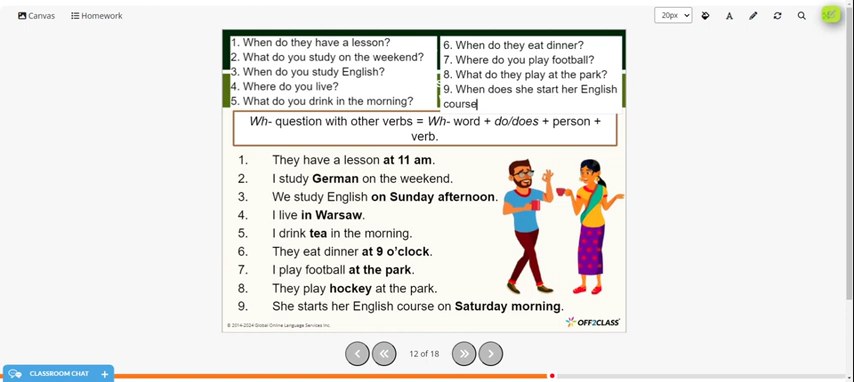 Canvas
Homework
20px
1. When do they have a lesson?
2. What do you study on the weekend?
3. When do you study English?
4. Where do you live?
5. What do you drink in the morning?
6. When do they eat dinner?
7. Where do you play football?
8. What do they play at the park?
9. When does she start her English
course
Wh- question with other verbs = Wh- word + do/does + person +
verb.
1. They have a lesson at 11 am.
2. I study German on the weekend.
3. We study English on Sunday afternoon.
4. I live in Warsaw.
5. I drink tea in the morning.
6. They eat dinner at 9 o'clock.
7. I play football at the park.
8. They play hockey at the park.
9. She starts her English course on Saturday morning.
© 2014-2024 Global Online Language Services Inc.
OFF2CLASS
12 of 18
CLASSROOM CHAT +